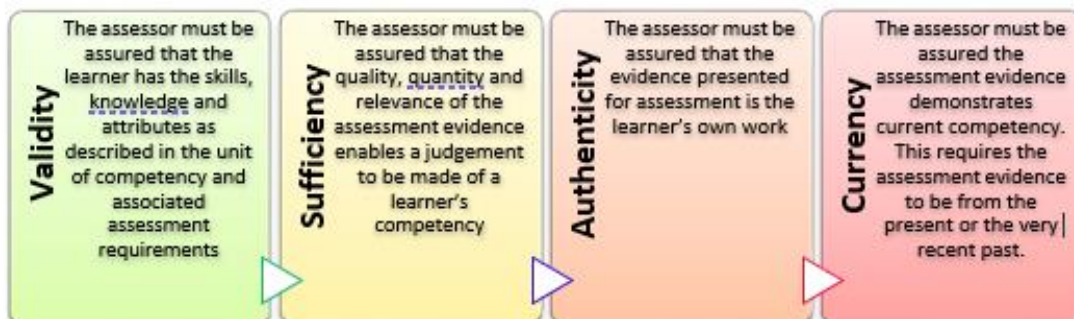 Validity
The assessor must be
assured that the
learner has the skills,
knowledge and
attributes as
described in the unit
of competency and
associated
assessment
requirements
Sufficiency
The assessor must be
assured that the
quality, quantity and
relevance of the
assessment evidence
enables a judgement
to be made of a
learner's
competency
Authenticity
The assessor must be
assured that the
evidence presented
for assessment is the
learner's own work
Currency
The assessor must be
assured the
assessment evidence
demonstrates
current competency.
This requires the
assessment evidence
to be from the
present or the very
recent past.